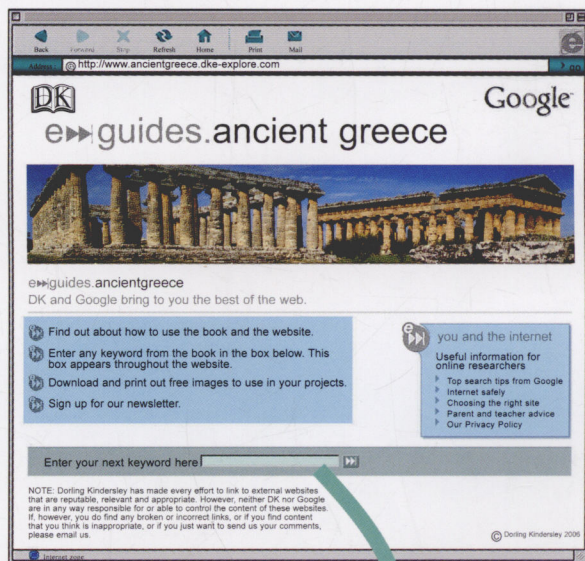 Back Forward Stop Refresh Home Print Mail
Address: http://www.ancientgreece.dke-explore.com > go
DK
Google™
e▸▸guides.ancient greece
e▸▸guides.ancientgreece
DK and Google bring to you the best of the web.
Find out about how to use the book and the website.
Enter any keyword from the book in the box below. This
box appears throughout the website.
Download and print out free images to use in your projects.
Sign up for our newsletter.
you and the internet
Useful information for
online researchers
Top search tips from Google
Internet safely
Choosing the right site
Parent and teacher advice
Our Privacy Policy
Enter your next keyword here
NOTE: Dorling Kindersley has made every effort to link to external websites
that are reputable, relevant and appropriate. However, neither DK nor Google
are in any way responsible for or able to control the content of these websites.
If, however, you do find any broken or incorrect links, or if you find content
that you think is inappropriate, or if you just want to send us your comments,
please email us.
© Dorling Kindersley 2006
Internet zone